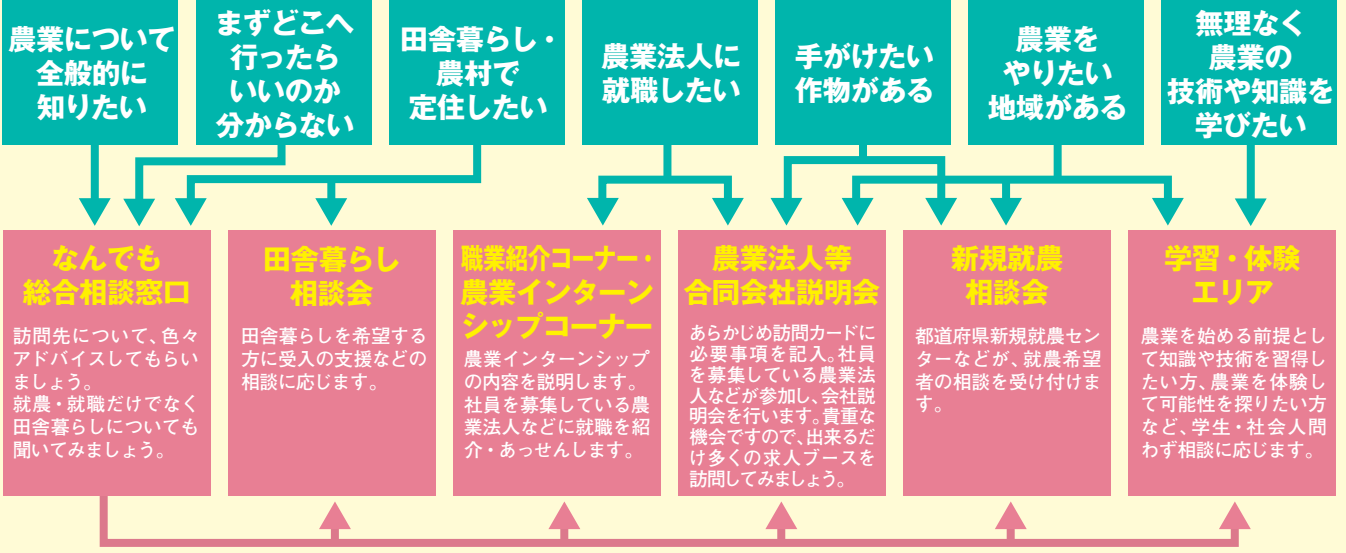 農業について
全般的に
知りたい
まずどこへ
行ったら
いいのか
分からない
田舎暮らし・
農村で
定住したい
農業法人に
就職したい
手がけたい
作物がある
農業を
やりたい
地域がある
無理なく
農業の
技術や知識を
学びたい
なんでも
総合相談窓口
訪問先について、色々
アドバイスしてもらい
ましょう。
就農・就職だけでなく
田舎暮らしについても
聞いてみましょう。
田舎暮らし
相談会
田舎暮らしを希望する
方に受入の支援などの
相談に応じます。
職業紹介コーナー・
農業インターン
シップコーナー
農業インターンシップ
の内容を説明します。
社員を募集している農
業法人などに就職を紹
介・あっせんします。
農業法人等
合同会社説明会
あらかじめ訪問カードに
必要事項を記入。社員
を募集している農業法
人などが参加し、会社説
明会を行います。貴重な
機会ですので、出来るだ
け多くの求人ブースを
訪問してみましょう。
新規就農
相談会
都道府県新規就農セン
ターなどが、就農希望
者の相談を受け付けま
す。
学習・体験
エリア
農業を始める前提とし
て知識や技術を習得し
たい方、農業を体験し
て可能性を探りたい方
など、学生・社会人問
わず相談に応じます。